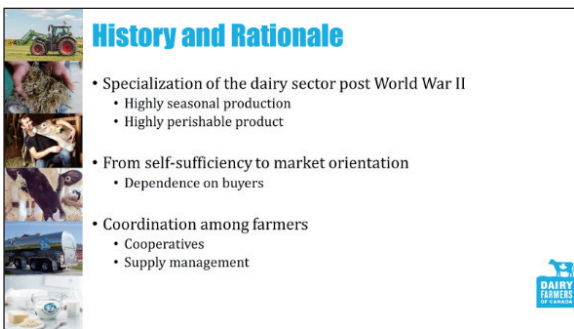 History and Rationale
• Specialization of the dairy sector post World War II
• Highly seasonal production
• Highly perishable product
• From self-sufficiency to market orientation
• Dependence on buyers
• Coordination among farmers
• Cooperatives
• Supply management
DAIRY
FARMERS
OF CANADA